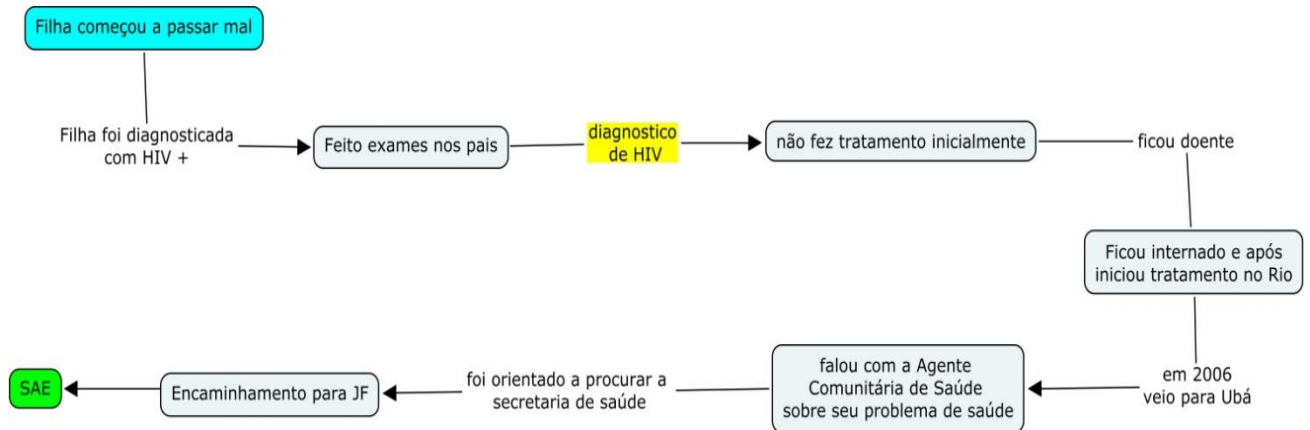 Filha começou a passar mal
Filha foi diagnosticada
com HIV +
Feito exames nos pais
diagnostico
de HIV
não fez tratamento inicialmente
ficou doente
Ficou internado e após
iniciou tratamento no Rio
em 2006
veio para Ubá
falou com a Agente
Comunitária de Saúde
sobre seu problema de saúde
foi orientado a procurar a
secretaria de saúde
Encaminhamento para JF
SAE